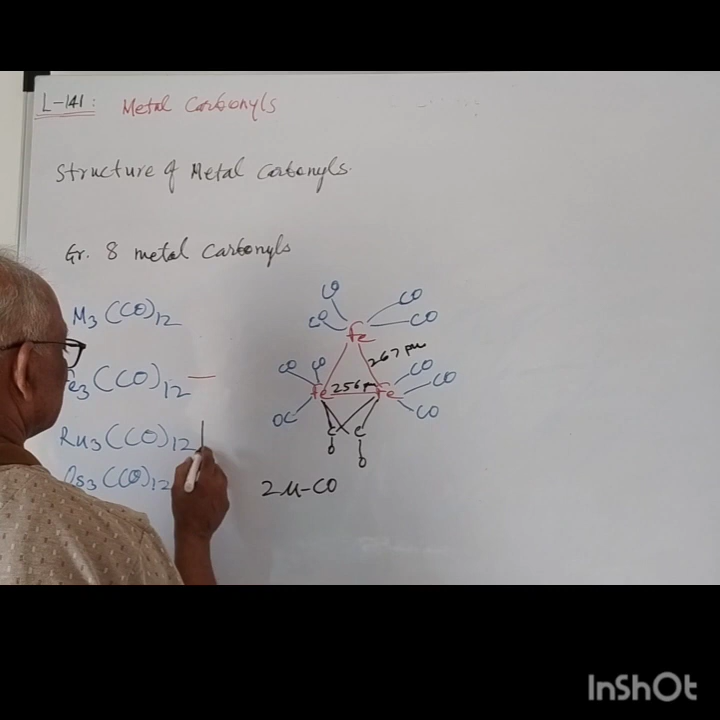 L-141: Metal Carbonyls
Structure of Metal Carbonyls.
Gr. 8 metal Carbonyls
M3(CO)12
Fe3(CO)12 —
Ru3(CO)12
Os3(CO)12
CO
CO
CO
CO
Fe
267 pm
CO
CO
CO
CO
256 pm
Fe
Fe
OC
CO
C
C
O
O
2μ-CO
InShOt